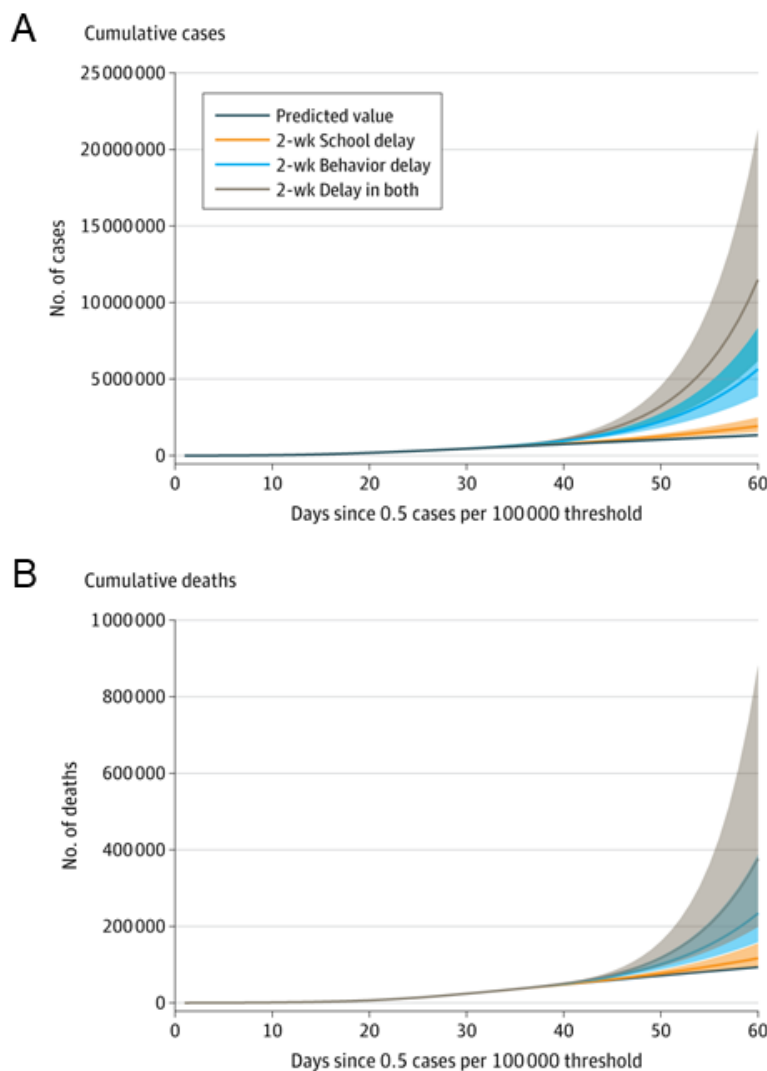 A
Cumulative cases
25 000 000
Predicted value
2-wk School delay
20 000 000
2-wk Behavior delay
2-wk Delay in both
15 000 000
No. of cases
10 000 000
5 000 000
0
0 10 20 30 40 50 60
Days since 0.5 cases per 100 000 threshold
B
Cumulative deaths
1 000 000
800 000
600 000
No. of deaths
400 000
200 000
0
0 10 20 30 40 50 60
Days since 0.5 cases per 100 000 threshold